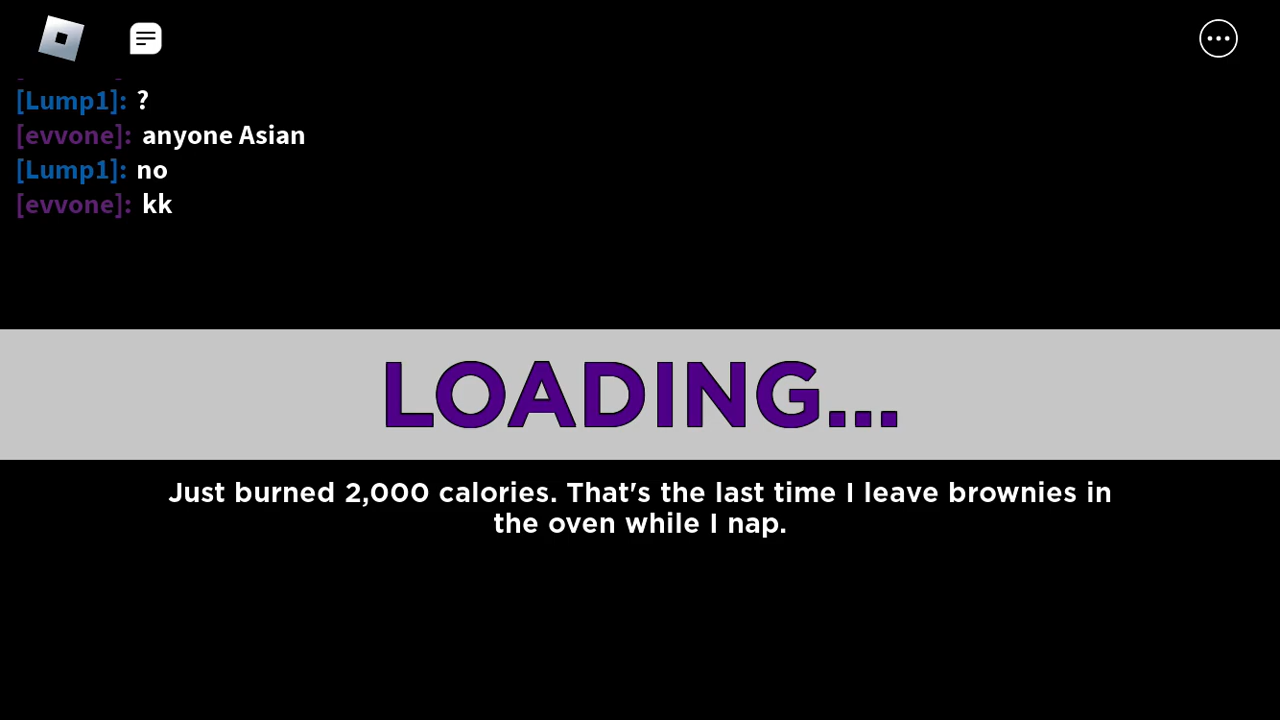 [Lump1]: ?
[evvone]: anyone Asian
[Lump1]: no
[evvone]: kk
LOADING...
Just burned 2,000 calories. That's the last time I leave brownies in
the oven while I nap.